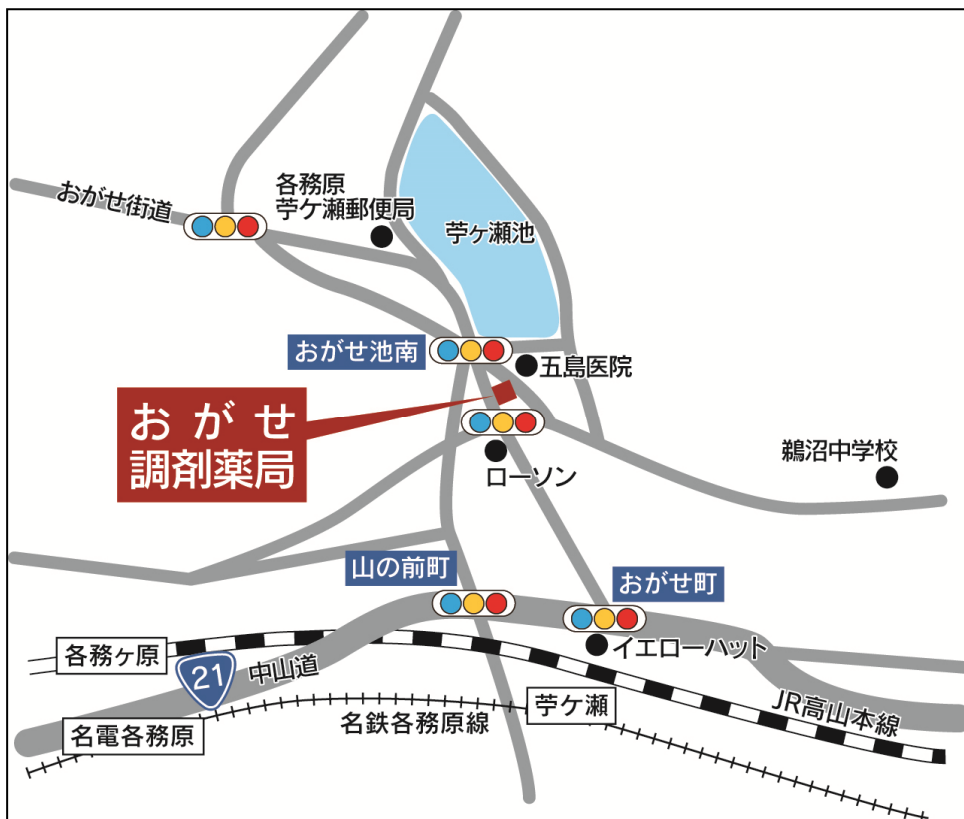 おがせ街道
各務原
苧ケ瀬郵便局
苧ヶ瀬池
おがせ池南
五島医院
おがせ
調剤薬局
ローソン
鵜沼中学校
山の前町
おがせ町
イエローハット
各務ヶ原
21
中山道
名電各務原
名鉄各務原線
苧ケ瀬
JR高山本線